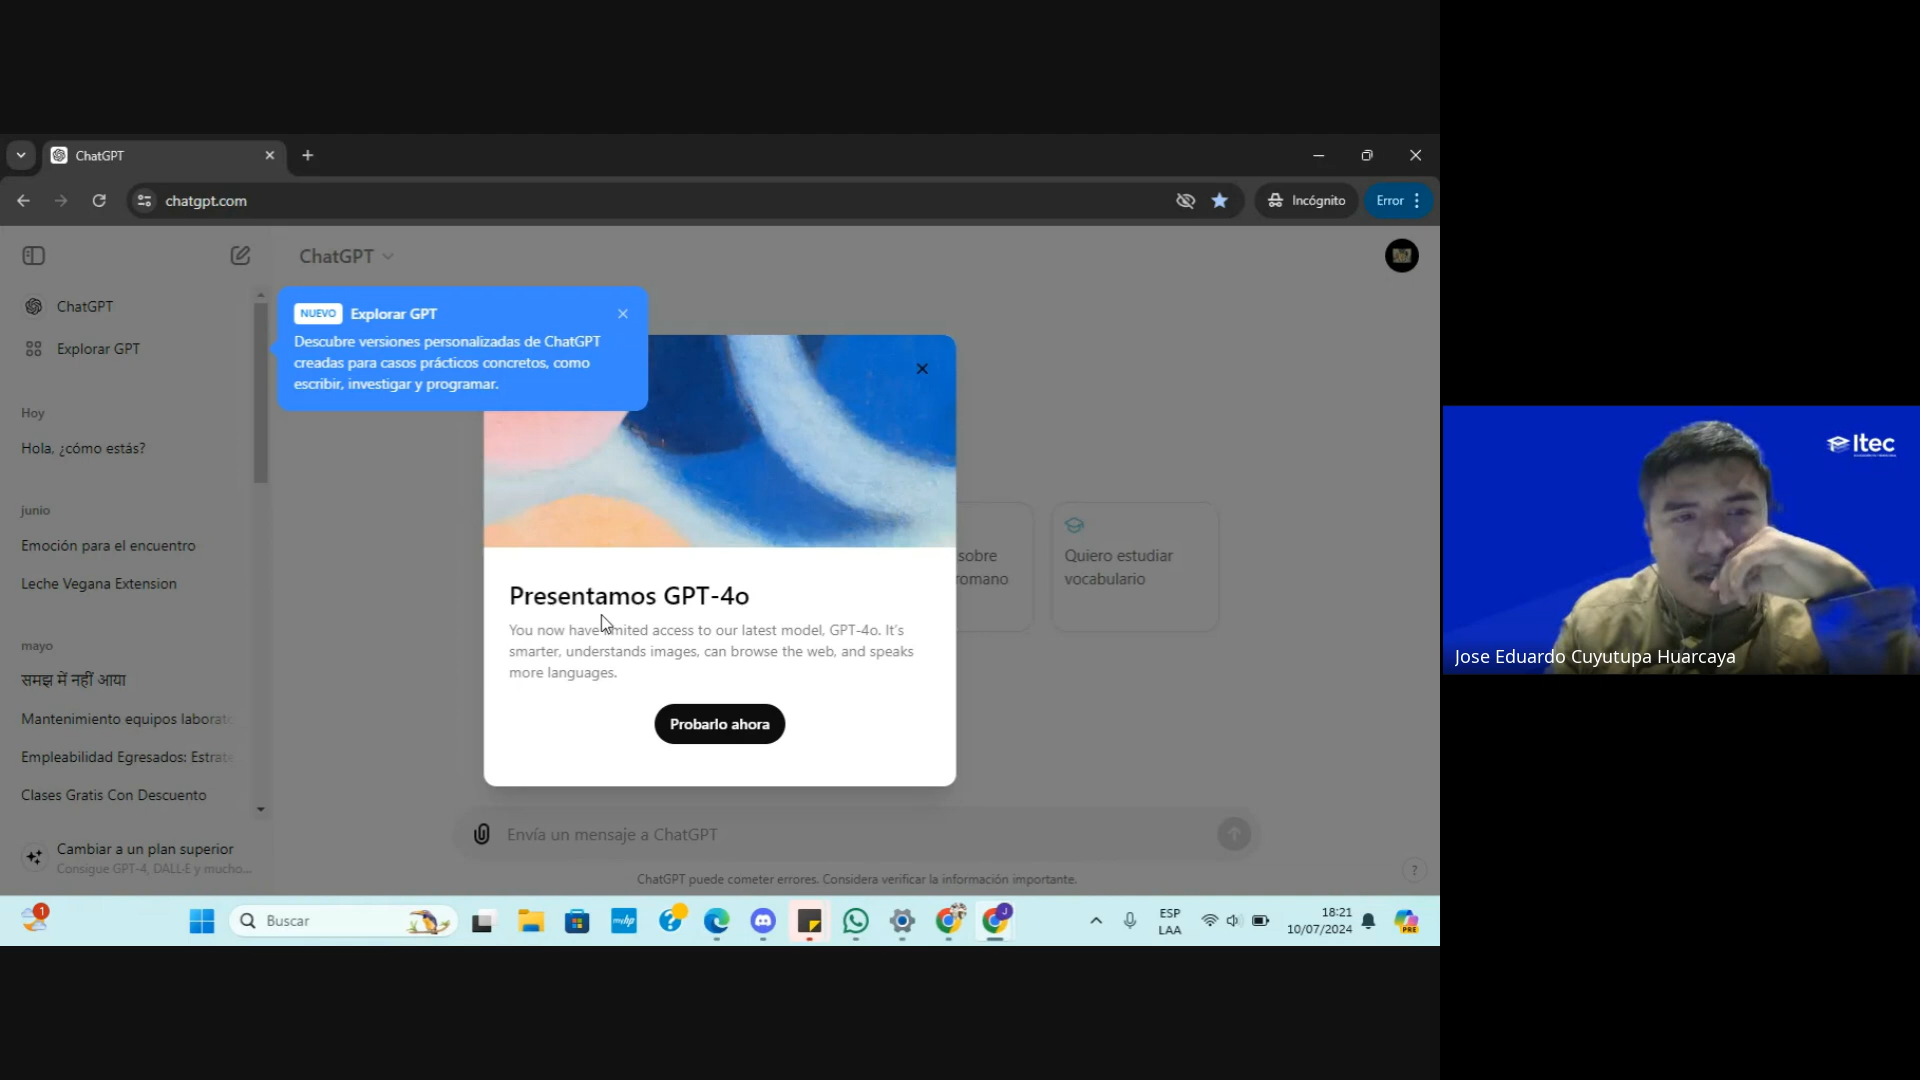 ChatGPT
chatgpt.com
Incógnito
Error
ChatGPT
ChatGPT
Explorar GPT
NUEVO Explorar GPT
Descubre versiones personalizadas de ChatGPT
creadas para casos prácticos concretos, como
escribir, investigar y programar.
Hoy
Hola, ¿cómo estás?
junio
Emoción para el encuentro
Leche Vegana Extension
mayo
समझ में नहीं आया
Mantenimiento equipos laborat
Empleabilidad Egresados: Estrate
Clases Gratis Con Descuento
Cambiar a un plan superior
Consigue GPT-4, DALL·E y mucho...
sobre
romano
Quiero estudiar
vocabulario
Presentamos GPT-4o
You now have limited access to our latest model, GPT-4o. It's
smarter, understands images, can browse the web, and speaks
more languages.
Probarlo ahora
Envía un mensaje a ChatGPT
ChatGPT puede cometer errores. Considera verificar la información importante.
?
1
Buscar
myhp
J
ESP
LAA
18:21
10/07/2024
PRE
Itec
Jose Eduardo Cuyutupa Huarcaya